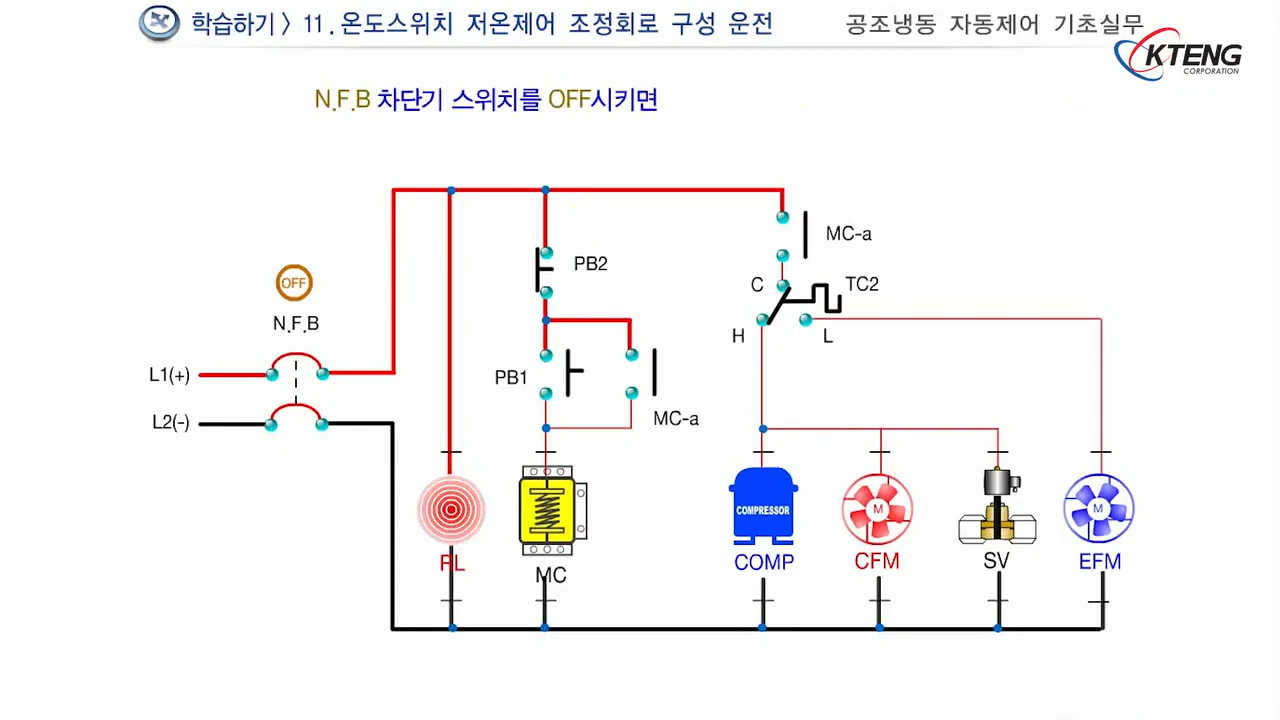 학습하기 〉 11. 온도스위치 저온제어 조정회로 구성 운전
공조냉동 자동제어 기초실무
KTENG
CORPORATION
N.F.B 차단기 스위치를 OFF시키면
MC-a
PB2
C
TC2
OFF
N.F.B
H
L
L1(+)
PB1
L2(-)
MC-a
COMPRESSOR
M
M
RL
MC
COMP
CFM
SV
EFM